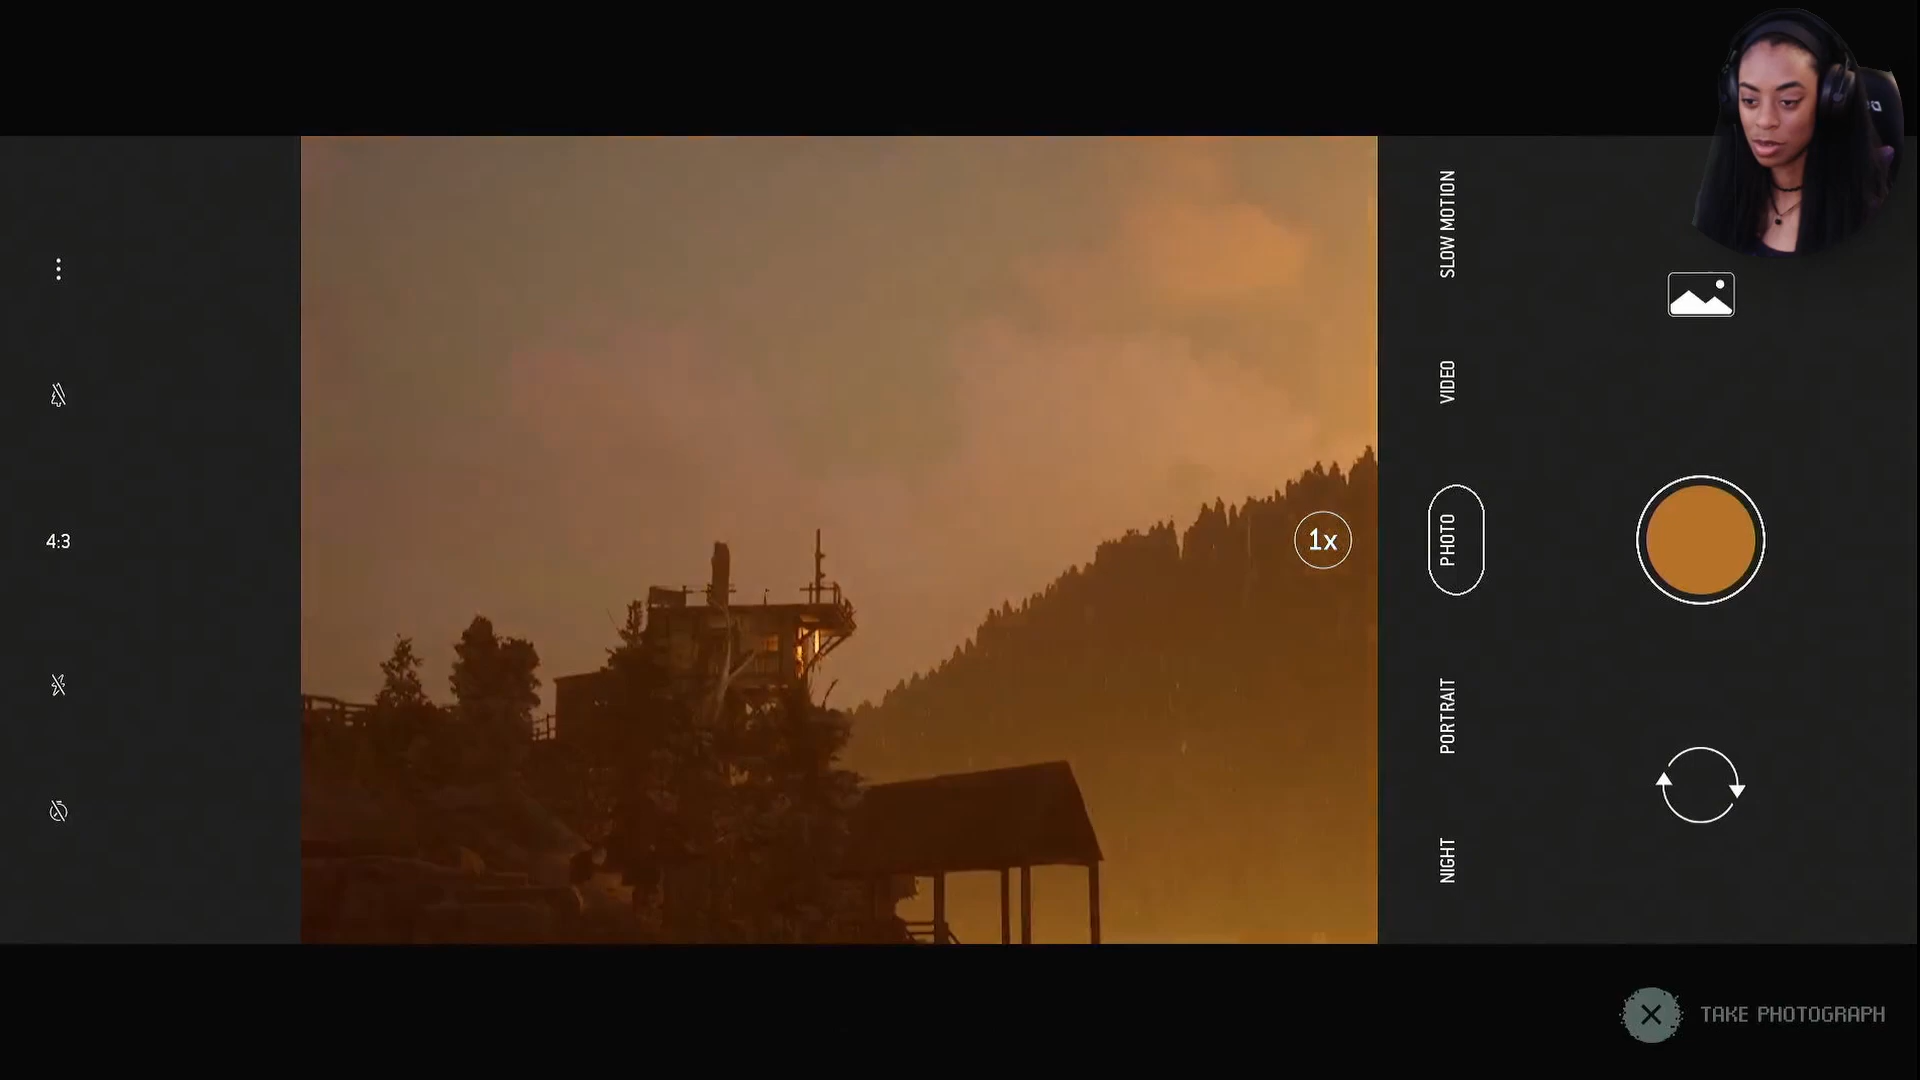 SLOW MOTION
VIDEO
4:3
1x
PHOTO
PORTRAIT
NIGHT
TAKE PHOTOGRAPH